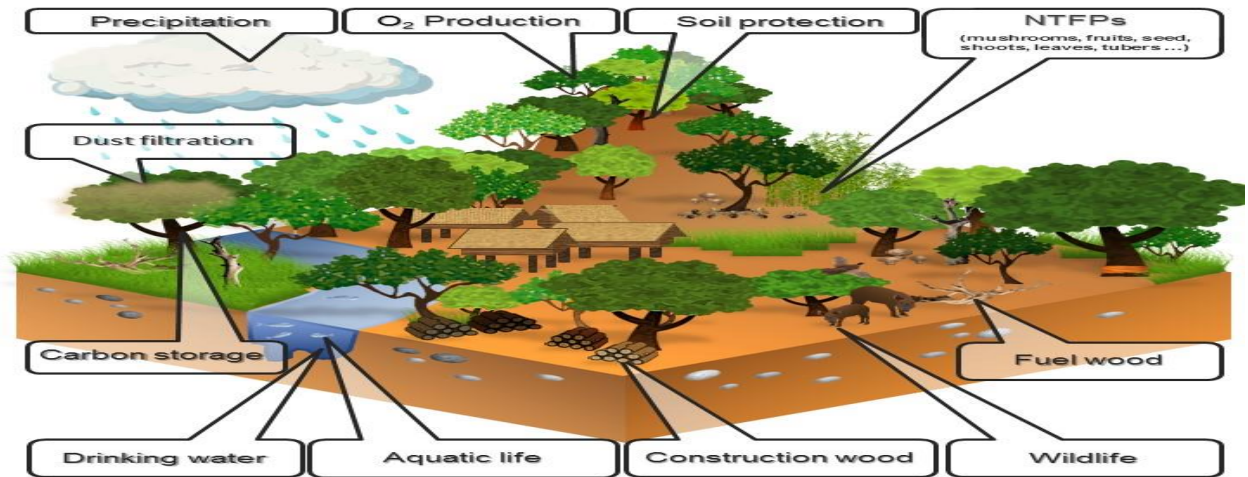 Precipitation
O₂ Production
Soil protection
NTFPs
(mushrooms, fruits, seed,
shoots, leaves, tubers ...)
Dust filtration
Carbon storage
Fuel wood
Drinking water
Aquatic life
Construction wood
Wildlife